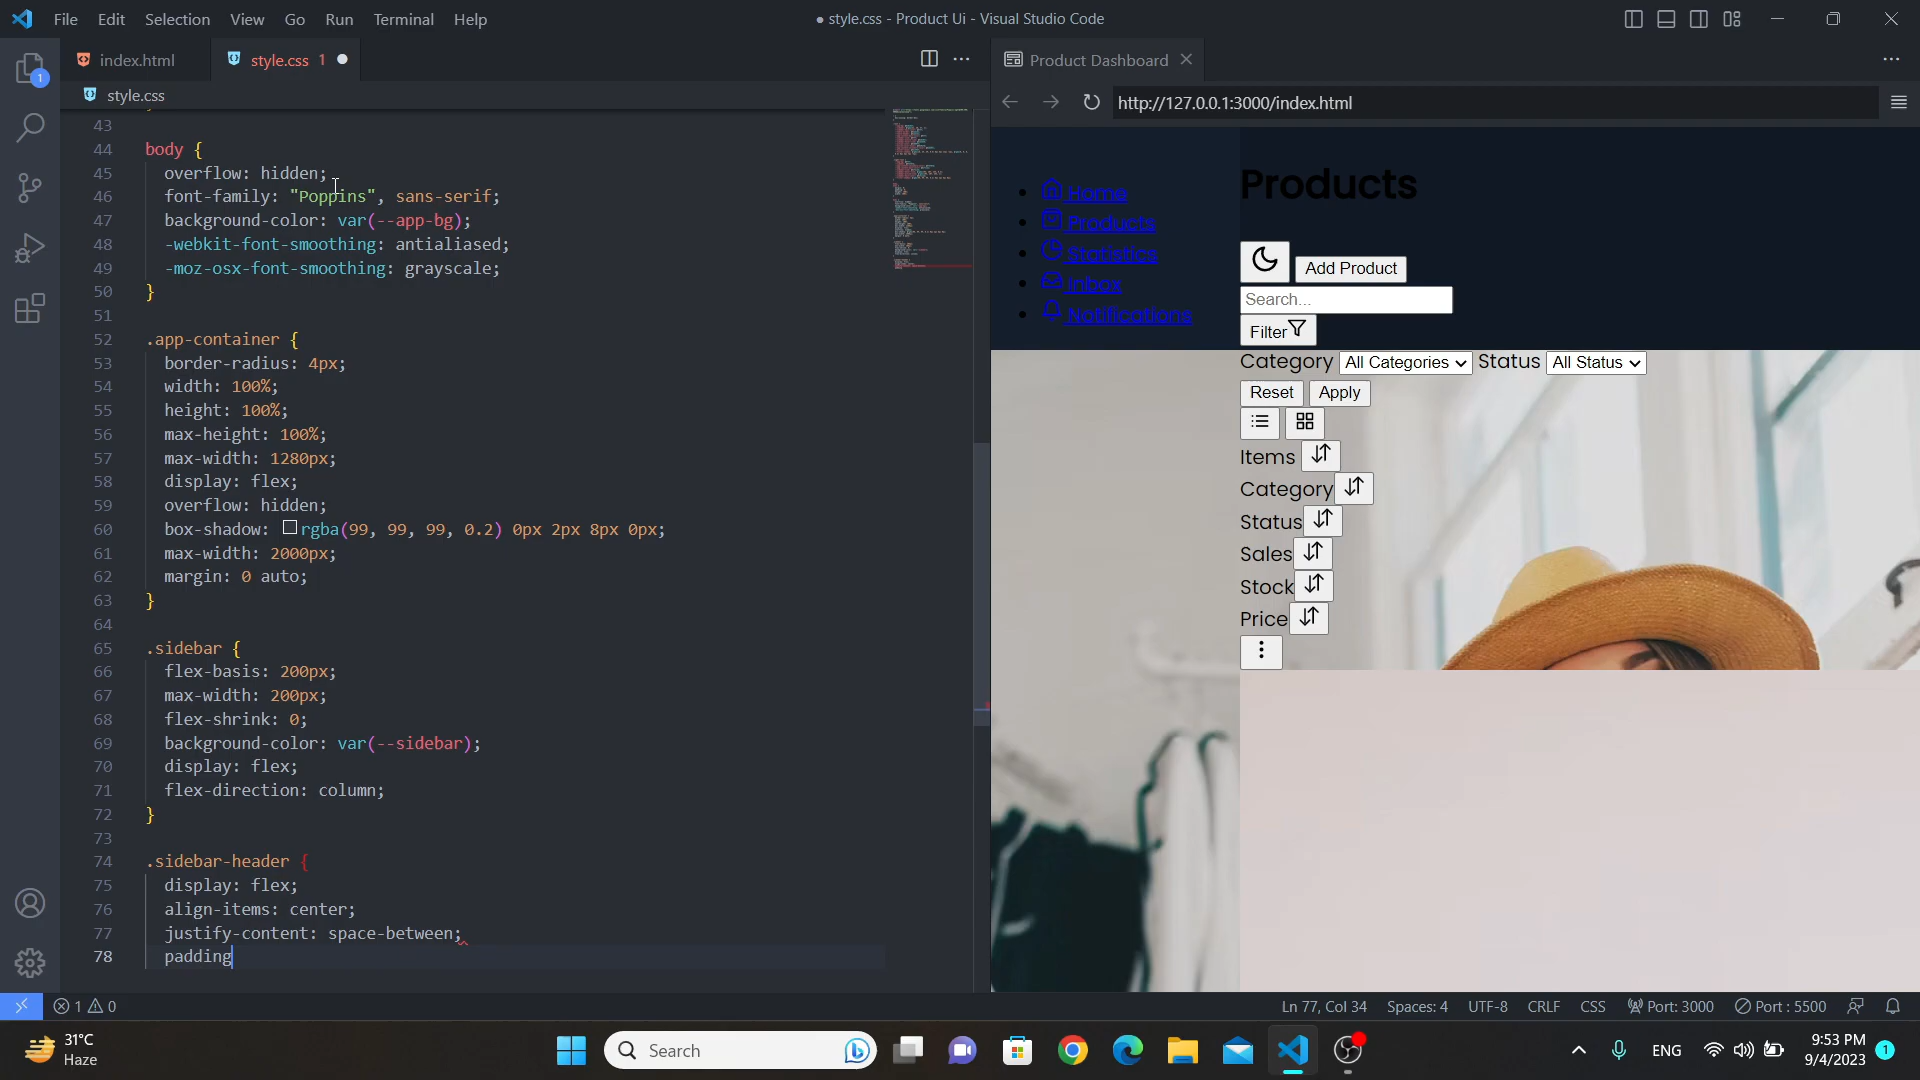 File Edit Selection View Go Run Terminal Help
● style.css - Product Ui - Visual Studio Code
index.html
style.css 1
Product Dashboard
style.css
http://127.0.0.1:3000/index.html
1
43
44 body {
45 overflow: hidden;
46 font-family: "Poppins", sans-serif;
47 background-color: var(--app-bg);
48 -webkit-font-smoothing: antialiased;
49 -moz-osx-font-smoothing: grayscale;
50 }
51
52 .app-container {
53 border-radius: 4px;
54 width: 100%;
55 height: 100%;
56 max-height: 100%;
57 max-width: 1280px;
58 display: flex;
59 overflow: hidden;
60 box-shadow: rgba(99, 99, 99, 0.2) 0px 2px 8px 0px;
61 max-width: 2000px;
62 margin: 0 auto;
63 }
64
65 .sidebar {
66 flex-basis: 200px;
67 max-width: 200px;
68 flex-shrink: 0;
69 background-color: var(--sidebar);
70 display: flex;
71 flex-direction: column;
72 }
73
74 .sidebar-header {
75 display: flex;
76 align-items: center;
77 justify-content: space-between;
78 padding
Home
Products
Statistics
Inbox
Notifications
Products
Add Product
Search...
Filter
Category All Categories Status All Status
Reset Apply
Items
Category
Status
Sales
Stock
Price
1 0
Ln 77, Col 34 Spaces: 4 UTF-8 CRLF CSS Port: 3000 Port : 5500
31°C
Haze
Search
ENG
9:53 PM
9/4/2023
1